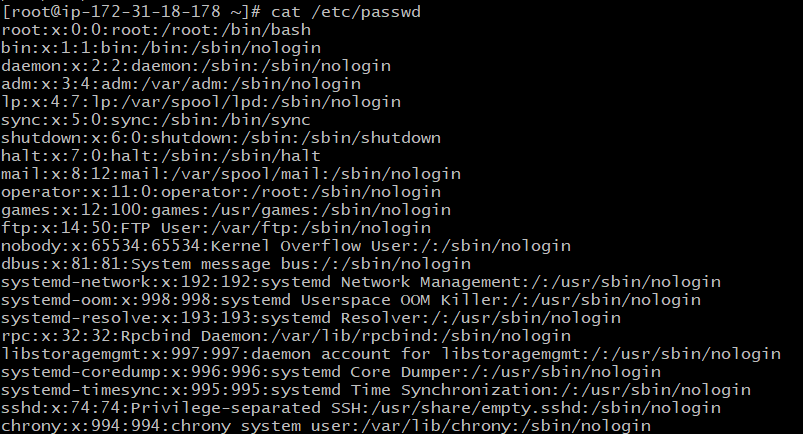 [root@ip-172-31-18-178 ~]# cat /etc/passwd
root:x:0:0:root:/root:/bin/bash
bin:x:1:1:bin:/bin:/sbin/nologin
daemon:x:2:2:daemon:/sbin:/sbin/nologin
adm:x:3:4:adm:/var/adm:/sbin/nologin
lp:x:4:7:lp:/var/spool/lpd:/sbin/nologin
sync:x:5:0:sync:/sbin:/bin/sync
shutdown:x:6:0:shutdown:/sbin:/sbin/shutdown
halt:x:7:0:halt:/sbin:/sbin/halt
mail:x:8:12:mail:/var/spool/mail:/sbin/nologin
operator:x:11:0:operator:/root:/sbin/nologin
games:x:12:100:games:/usr/games:/sbin/nologin
ftp:x:14:50:FTP User:/var/ftp:/sbin/nologin
nobody:x:65534:65534:Kernel Overflow User:/:/sbin/nologin
dbus:x:81:81:System message bus:/:/sbin/nologin
systemd-network:x:192:192:systemd Network Management:/:/usr/sbin/nologin
systemd-oom:x:998:998:systemd Userspace OOM Killer:/:/usr/sbin/nologin
systemd-resolve:x:193:193:systemd Resolver:/:/usr/sbin/nologin
rpc:x:32:32:Rpcbind Daemon:/var/lib/rpcbind:/sbin/nologin
libstoragemgmt:x:997:997:daemon account for libstoragemgmt:/:/usr/sbin/nologin
systemd-coredump:x:996:996:systemd Core Dumper:/:/usr/sbin/nologin
systemd-timesync:x:995:995:systemd Time Synchronization:/:/usr/sbin/nologin
sshd:x:74:74:Privilege-separated SSH:/usr/share/empty.sshd:/sbin/nologin
chrony:x:994:994:chrony system user:/var/lib/chrony:/sbin/nologin